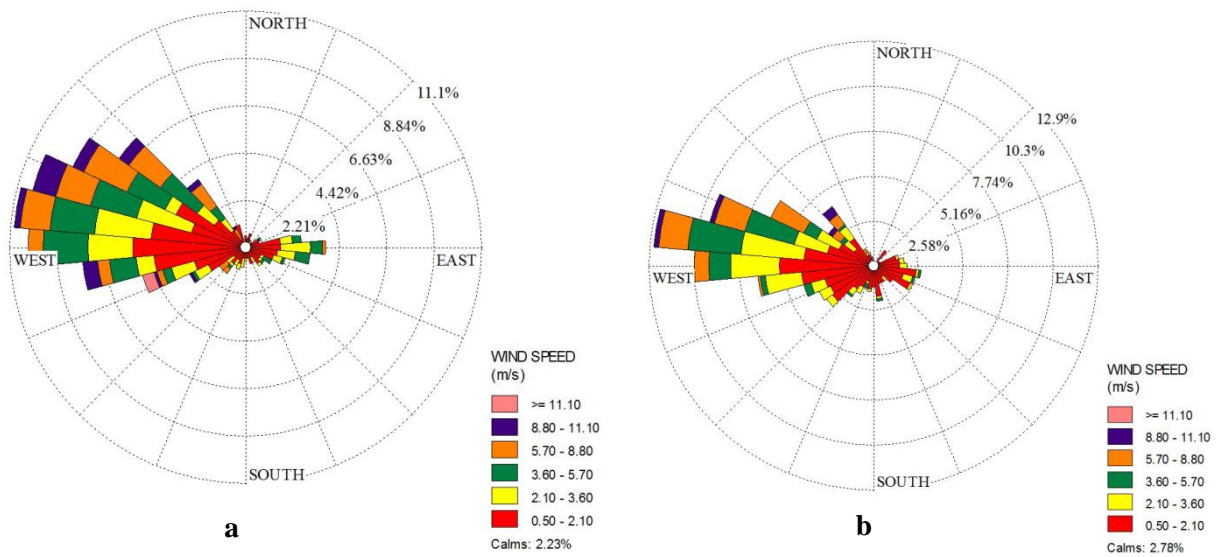 NORTH
11.1%
8.84%
6.63%
4.42%
2.21%
WEST
EAST
SOUTH
WIND SPEED
(m/s)
>= 11.10
8.80 - 11.10
5.70 - 8.80
3.60 - 5.70
2.10 - 3.60
0.50 - 2.10
Calms: 2.23%
a
NORTH
12.9%
10.3%
7.74%
5.16%
2.58%
WEST
EAST
SOUTH
WIND SPEED
(m/s)
>= 11.10
8.80 - 11.10
5.70 - 8.80
3.60 - 5.70
2.10 - 3.60
0.50 - 2.10
Calms: 2.78%
b